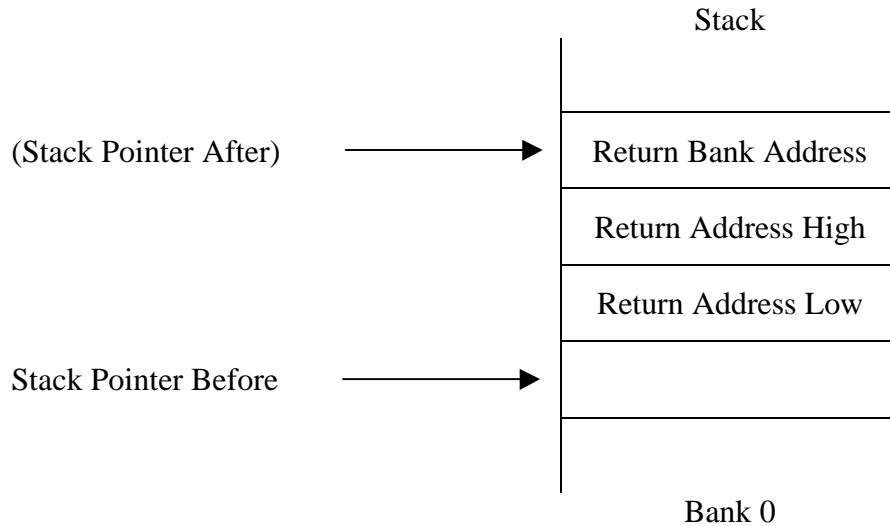 Stack
(Stack Pointer After)
Return Bank Address
Return Address High
Return Address Low
Stack Pointer Before
Bank 0